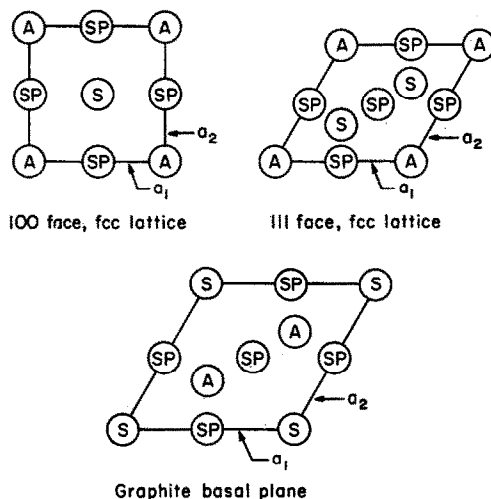 A SP A
SP S SP
a2
A SP A
a1
100 face, fcc lattice
A SP A
S
SP SP SP
S
a2
A SP A
a1
111 face, fcc lattice
S SP S
A
SP SP SP
A
a2
S SP S
a1
Graphite basal plane